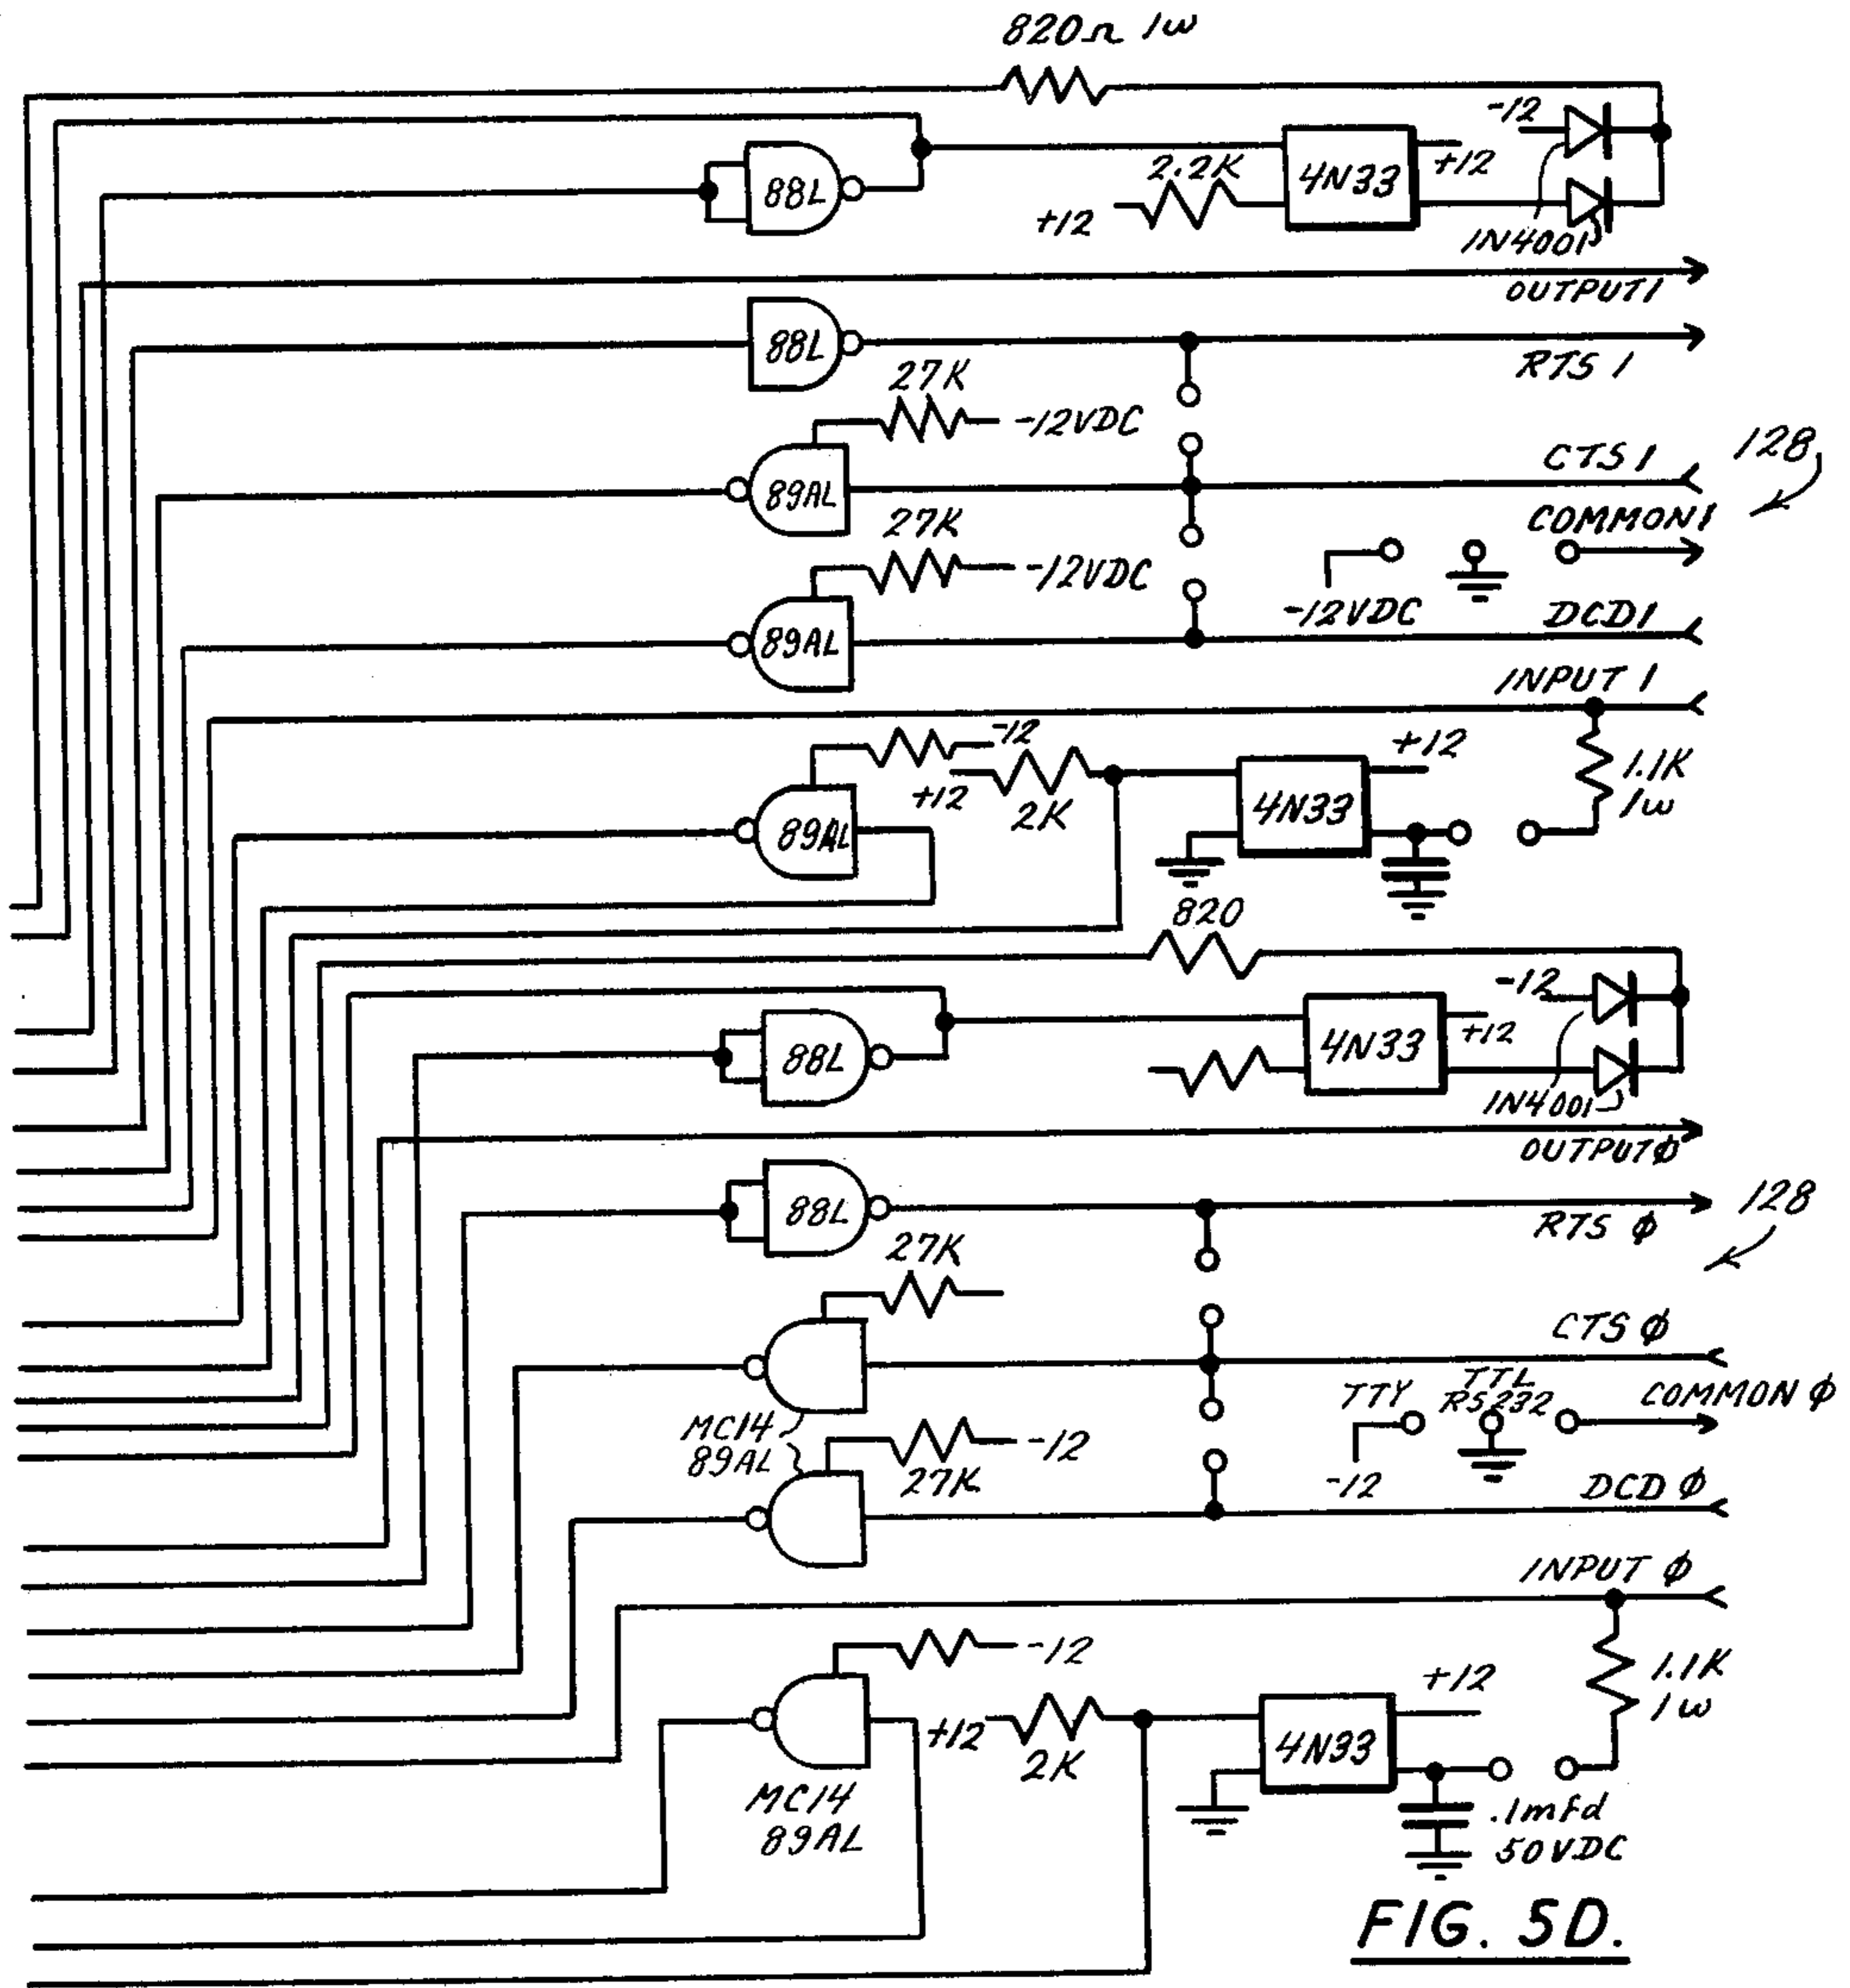 820Ω 1W
-12
88L
2.2K
4N33
+12
+12
1N4001
OUTPUT1
88L
RTS 1
27K
-12VDC
CTS 1
128
89AL
27K
COMMON1
-12VDC
-12VDC
DCD1
89AL
INPUT 1
-12
+12
+12
2K
4N33
1.1K
1W
89AL
820
-12
88L
4N33
+12
1N4001
OUTPUTφ
88L
RTS φ
128
27K
CTS φ
TTY
TTL
RS232
COMMON φ
MC14
89AL
-12
27K
-12
DCD φ
INPUT φ
-12
+12
1.1K
1W
+12
2K
4N33
MC14
89AL
.1mfd
50VDC
FIG. 5D.